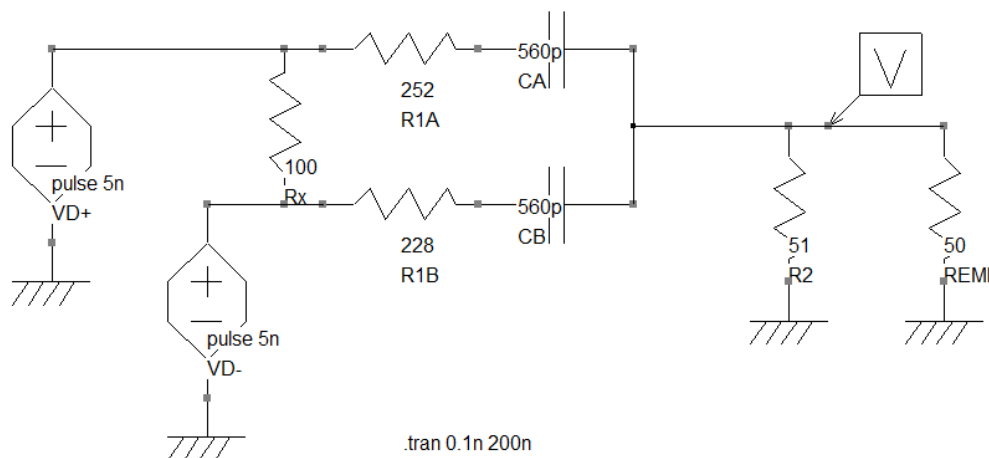 560p
CA
252
R1A
V
pulse 5n
VD+
100
Rx
560p
CB
228
R1B
51
R2
50
REMI
pulse 5n
VD-
.tran 0.1n 200n